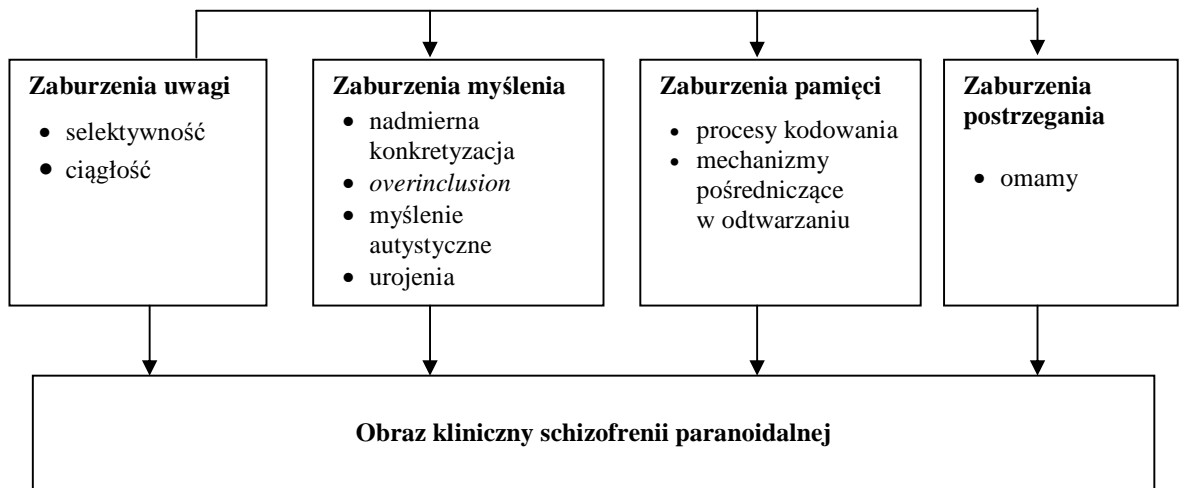 Zaburzenia uwagi
• selektywność
• ciągłość
Zaburzenia myślenia
• nadmierna
konkretyzacja
• overinclusion
• myślenie
autystyczne
• urojenia
Zaburzenia pamięci
• procesy kodowania
• mechanizmy
pośredniczące
w odtwarzaniu
Zaburzenia
postrzegania
• omamy
Obraz kliniczny schizofrenii paranoidalnej